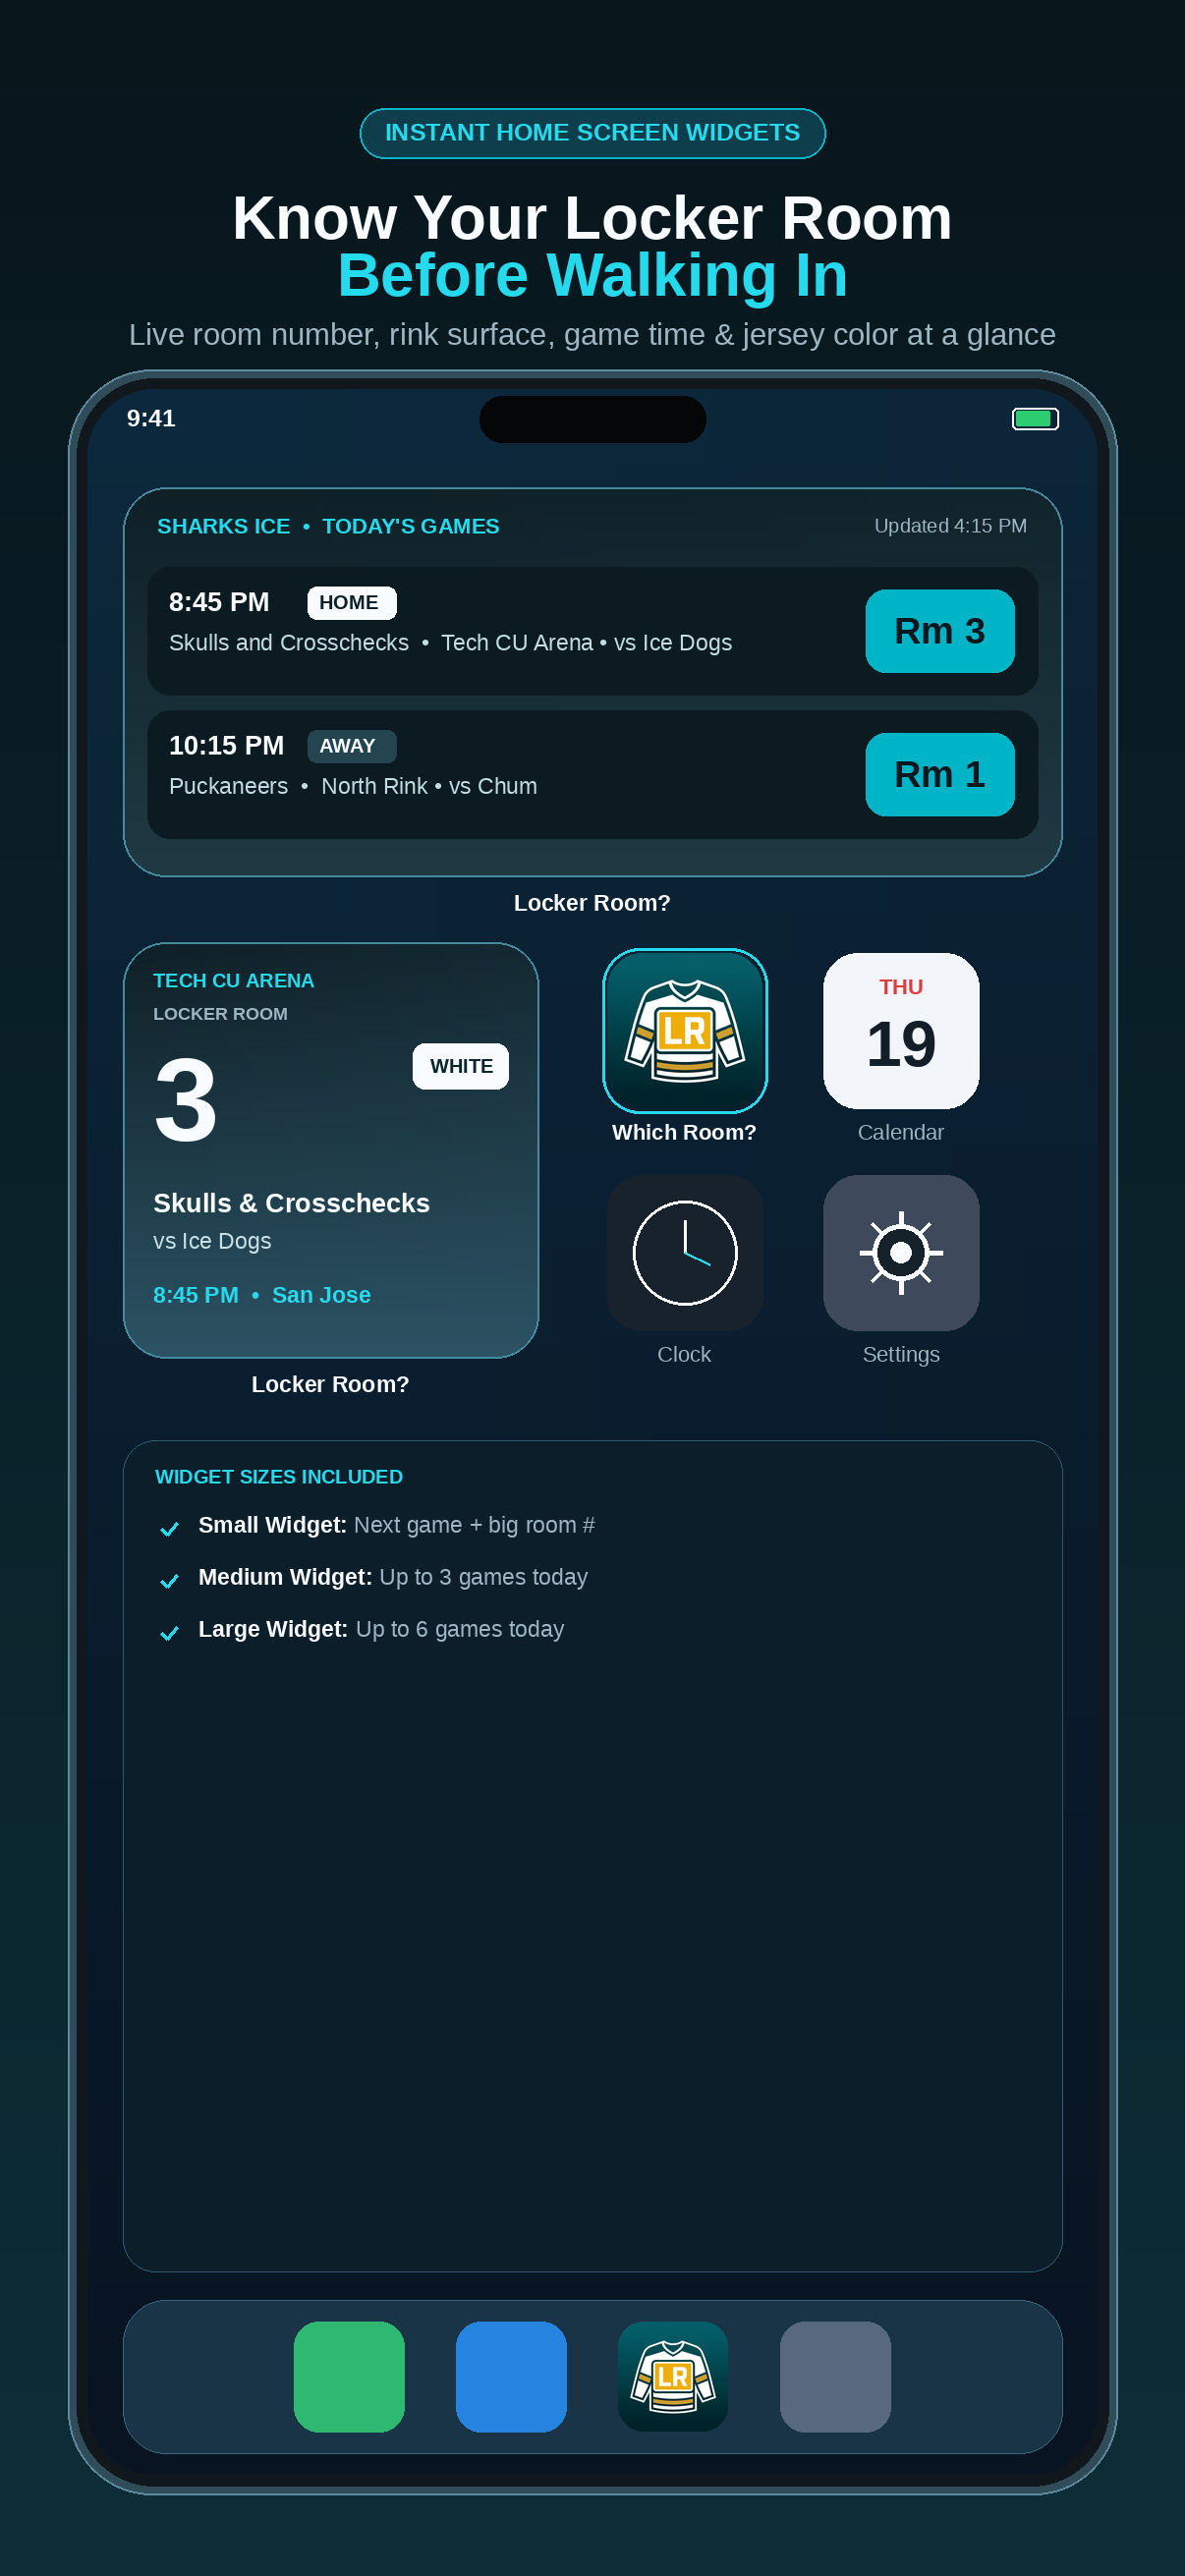 INSTANT HOME SCREEN WIDGETS
Know Your Locker Room
Before Walking In
Live room number, rink surface, game time & jersey color at a glance
9:41
SHARKS ICE • TODAY'S GAMES
Updated 4:15 PM
8:45 PM HOME
Skulls and Crosschecks • Tech CU Arena • vs Ice Dogs
Rm 3
10:15 PM AWAY
Puckaneers • North Rink • vs Chum
Rm 1
Locker Room?
TECH CU ARENA
LOCKER ROOM
3
WHITE
Skulls & Crosschecks
vs Ice Dogs
8:45 PM • San Jose
Locker Room?
LR
Which Room?
THU
19
Calendar
Clock
Settings
WIDGET SIZES INCLUDED
Small Widget: Next game + big room #
Medium Widget: Up to 3 games today
Large Widget: Up to 6 games today
LR